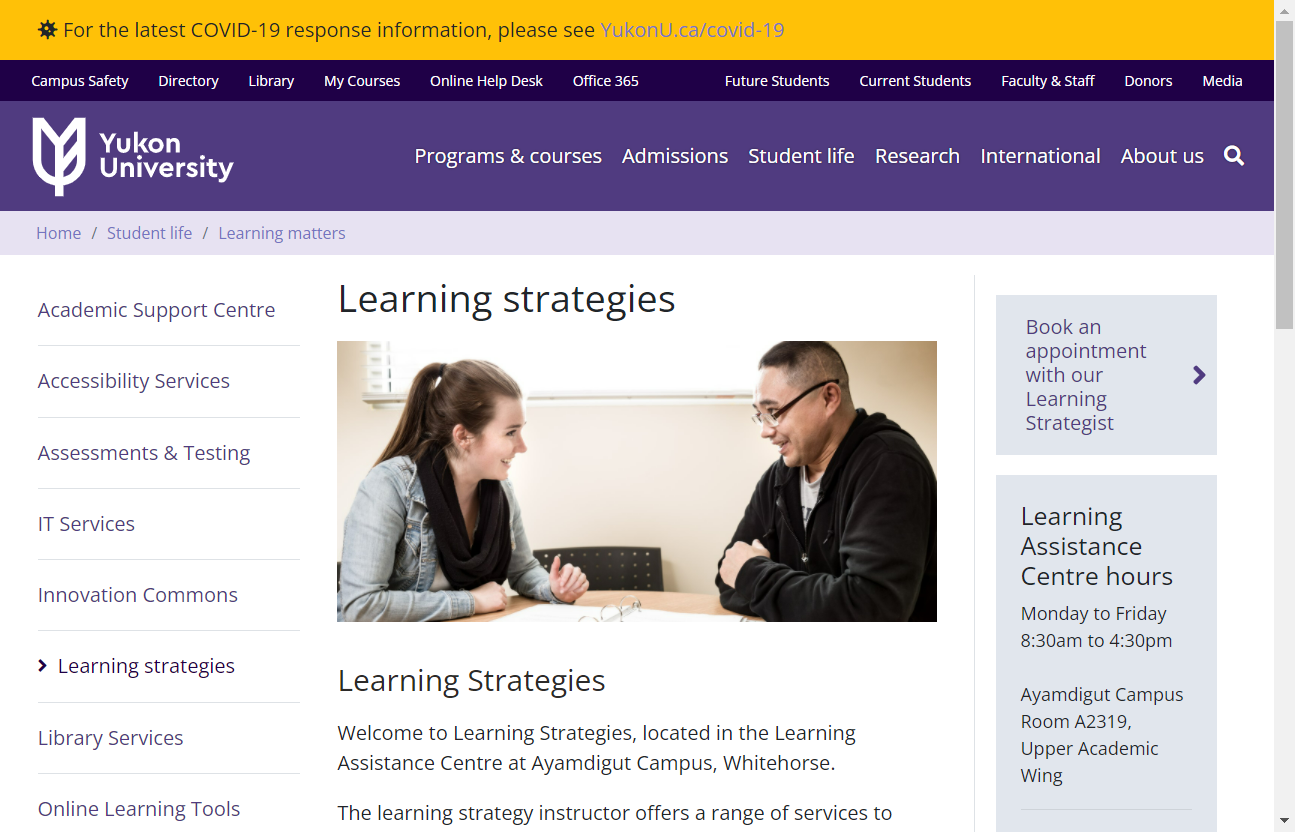 For the latest COVID-19 response information, please see YukonU.ca/covid-19
Campus Safety Directory Library My Courses Online Help Desk Office 365 Future Students Current Students Faculty & Staff Donors Media
Yukon
University
Programs & courses Admissions Student life Research International About us
Home / Student life / Learning matters
Academic Support Centre
Accessibility Services
Assessments & Testing
IT Services
Innovation Commons
Learning strategies
Library Services
Online Learning Tools
Learning strategies
Learning Strategies
Welcome to Learning Strategies, located in the Learning
Assistance Centre at Ayamdigut Campus, Whitehorse.
The learning strategy instructor offers a range of services to
Book an
appointment
with our
Learning
Strategist
Learning
Assistance
Centre hours
Monday to Friday
8:30am to 4:30pm
Ayamdigut Campus
Room A2319,
Upper Academic
Wing